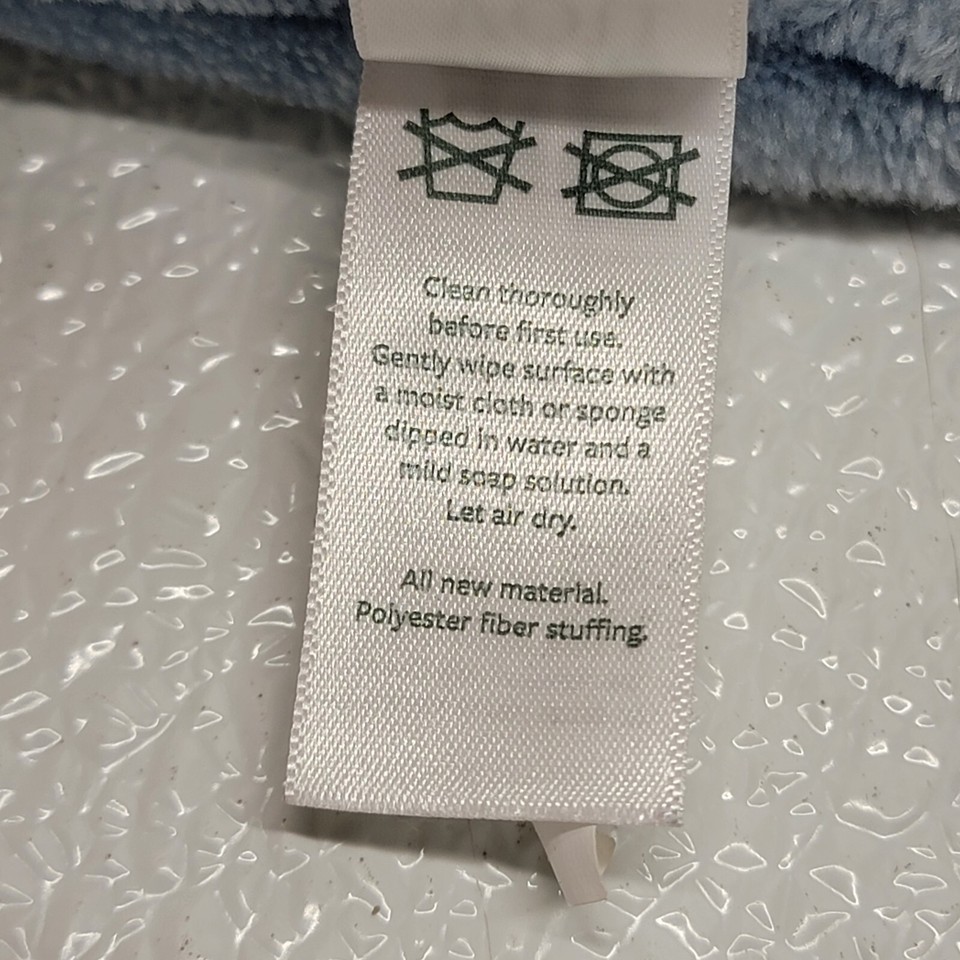 Clean thoroughly
before first use.
Gently wipe surface with
a moist cloth or sponge
dipped in water and a
mild soap solution.
Let air dry.
All new material.
Polyester fiber stuffing.